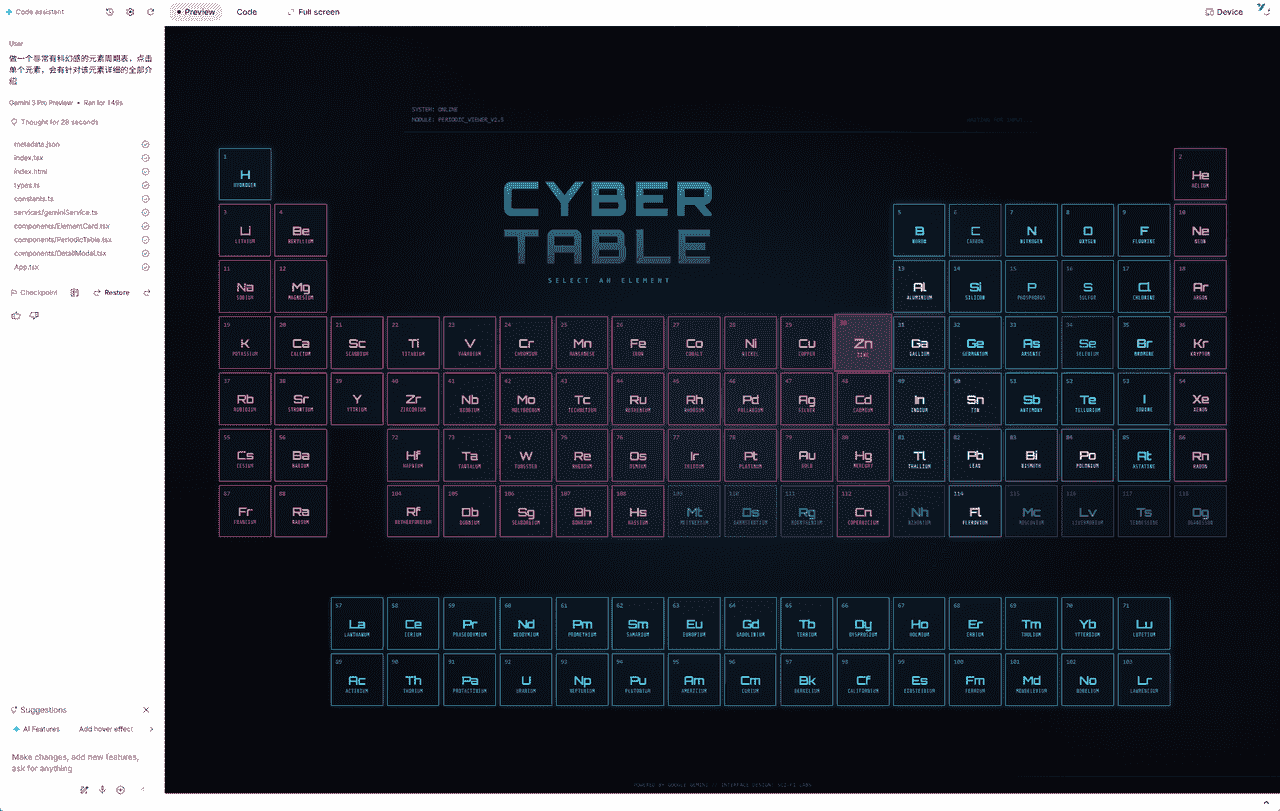 Code assistant
Preview
Code
Full screen
Device
User
做一个非常有科幻感的元素周期表，点击
单个元素，会有针对该元素详细的全部介
绍
Gemini 3 Pro Preview • Ran for 149s
Thought for 28 seconds
metadata.json
index.tsx
index.html
types.ts
constants.ts
services/geminiService.ts
components/ElementCard.tsx
components/PeriodicTable.tsx
components/DetailModal.tsx
App.tsx
Checkpoint
Restore
Suggestions
AI Features
Add hover effect
Make changes, add new features,
ask for anything
SYSTEM: ONLINE
MODULE: PERIODIC_VIEWER_V2.5
CYBER
TABLE
SELECT AN ELEMENT
1 H HYDROGEN
2 He HELIUM
3 Li LITHIUM
4 Be BERYLLIUM
5 B BORON
6 C CARBON
7 N NITROGEN
8 O OXYGEN
9 F FLUORINE
10 Ne NEON
11 Na SODIUM
12 Mg MAGNESIUM
13 Al ALUMINIUM
14 Si SILICON
15 P PHOSPHORUS
16 S SULFUR
17 Cl CHLORINE
18 Ar ARGON
19 K POTASSIUM
20 Ca CALCIUM
21 Sc SCANDIUM
22 Ti TITANIUM
23 V VANADIUM
24 Cr CHROMIUM
25 Mn MANGANESE
26 Fe IRON
27 Co COBALT
28 Ni NICKEL
29 Cu COPPER
30 Zn ZINC
31 Ga GALLIUM
32 Ge GERMANIUM
33 As ARSENIC
34 Se SELENIUM
35 Br BROMINE
36 Kr KRYPTON
37 Rb RUBIDIUM
38 Sr STRONTIUM
39 Y YTTRIUM
40 Zr ZIRCONIUM
41 Nb NIOBIUM
42 Mo MOLYBDENUM
43 Tc TECHNETIUM
44 Ru RUTHENIUM
45 Rh RHODIUM
46 Pd PALLADIUM
47 Ag SILVER
48 Cd CADMIUM
49 In INDIUM
50 Sn TIN
51 Sb ANTIMONY
52 Te TELLURIUM
53 I IODINE
54 Xe XENON
55 Cs CESIUM
56 Ba BARIUM
72 Hf HAFNIUM
73 Ta TANTALUM
74 W TUNGSTEN
75 Re RHENIUM
76 Os OSMIUM
77 Ir IRIDIUM
78 Pt PLATINUM
79 Au GOLD
80 Hg MERCURY
81 Tl THALLIUM
82 Pb LEAD
83 Bi BISMUTH
84 Po POLONIUM
85 At ASTATINE
86 Rn RADON
87 Fr FRANCIUM
88 Ra RADIUM
104 Rf RUTHERFORDIUM
105 Db DUBNIUM
106 Sg SEABORGIUM
107 Bh BOHRIUM
108 Hs HASSIUM
109 Mt MEITNERIUM
110 Ds DARMSTADTIUM
111 Rg ROENTGENIUM
112 Cn COPERNICIUM
113 Nh NIHONIUM
114 Fl FLEROVIUM
115 Mc MOSCOVIUM
116 Lv LIVERMORIUM
117 Ts TENNESSINE
118 Og OGANESSON
57 La LANTHANUM
58 Ce CERIUM
59 Pr PRASEODYMIUM
60 Nd NEODYMIUM
61 Pm PROMETHIUM
62 Sm SAMARIUM
63 Eu EUROPIUM
64 Gd GADOLINIUM
65 Tb TERBIUM
66 Dy DYSPROSIUM
67 Ho HOLMIUM
68 Er ERBIUM
69 Tm THULIUM
70 Yb YTTERBIUM
71 Lu LUTETIUM
89 Ac ACTINIUM
90 Th THORIUM
91 Pa PROTACTINIUM
92 U URANIUM
93 Np NEPTUNIUM
94 Pu PLUTONIUM
95 Am AMERICIUM
96 Cm CURIUM
97 Bk BERKELIUM
98 Cf CALIFORNIUM
99 Es EINSTEINIUM
100 Fm FERMIUM
101 Md MENDELEVIUM
102 No NOBELIUM
103 Lr LAWRENCIUM